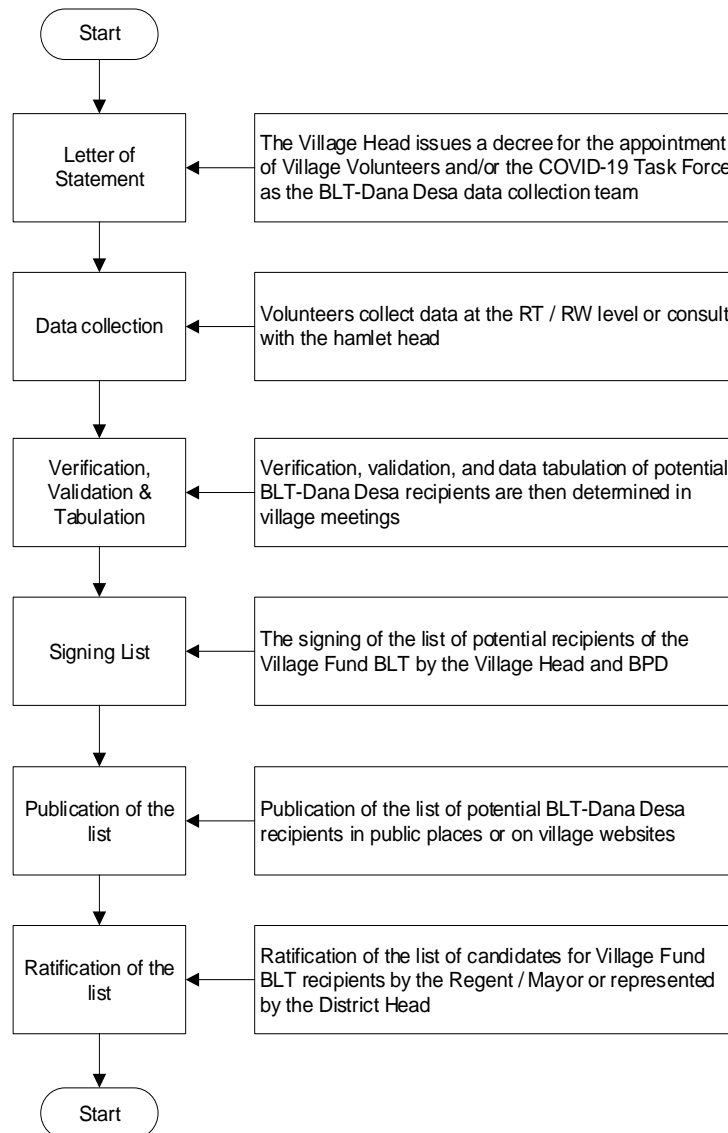 Start
Letter of
Statement
The Village Head issues a decree for the appointment
of Village Volunteers and/or the COVID-19 Task Force
as the BLT-Dana Desa data collection team
Data collection
Volunteers collect data at the RT / RW level or consult
with the hamlet head
Verification,
Validation &
Tabulation
Verification, validation, and data tabulation of potential
BLT-Dana Desa recipients are then determined in
village meetings
Signing List
The signing of the list of potential recipients of the
Village Fund BLT by the Village Head and BPD
Publication of the
list
Publication of the list of potential BLT-Dana Desa
recipients in public places or on village websites
Ratification of the
list
Ratification of the list of candidates for Village Fund
BLT recipients by the Regent / Mayor or represented
by the District Head
Start